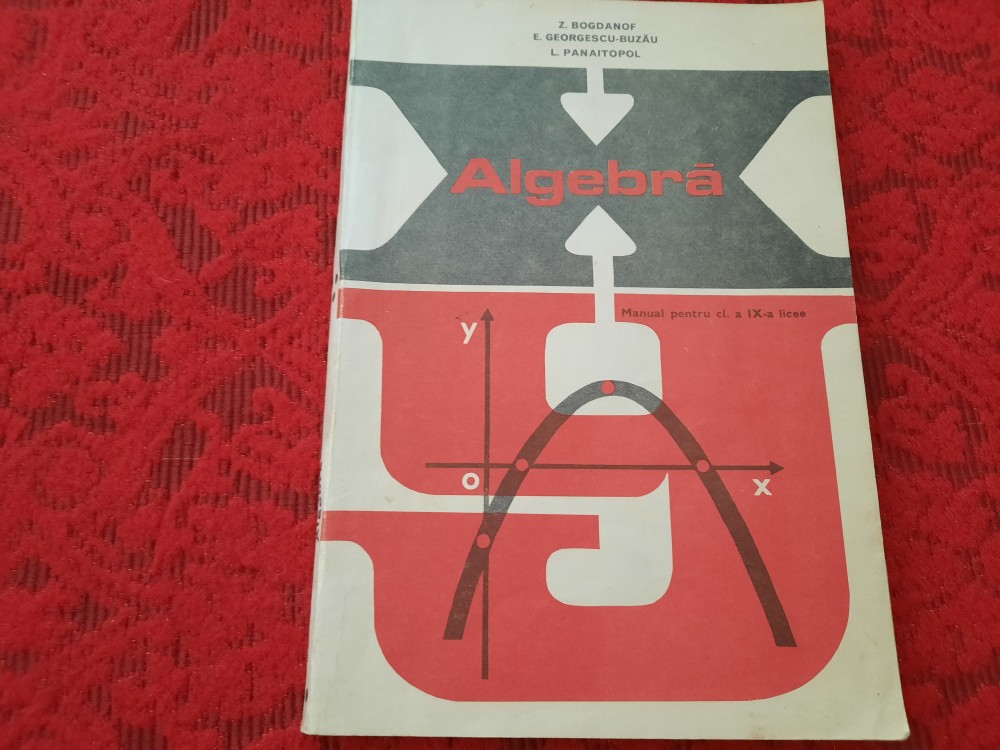 Z. BOGDANOF
E. GEORGESCU-BUZĂU
L. PANAITOPOL
Algebră
Manual pentru cl. a IX-a licee
y
o
x